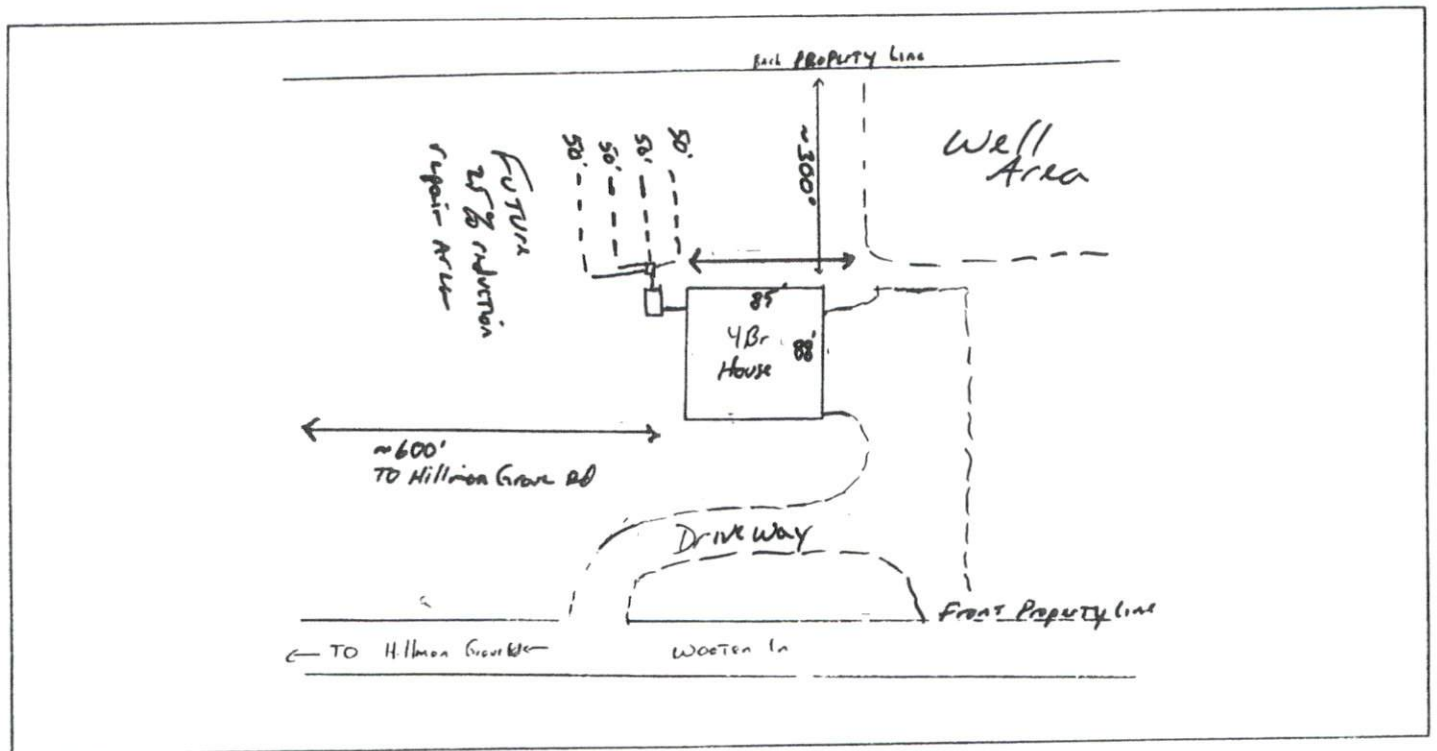 Back PROPERTY Line
Well
Area
~300'
50'
50'
50'
50'
FUTURE
25% reduction
repair Area
85'
4Br
House
88'
~600'
TO Hillmon Grove Rd
DriveWay
Front Property Line
← TO Hillmon Grove Rd ←
Wooten ln